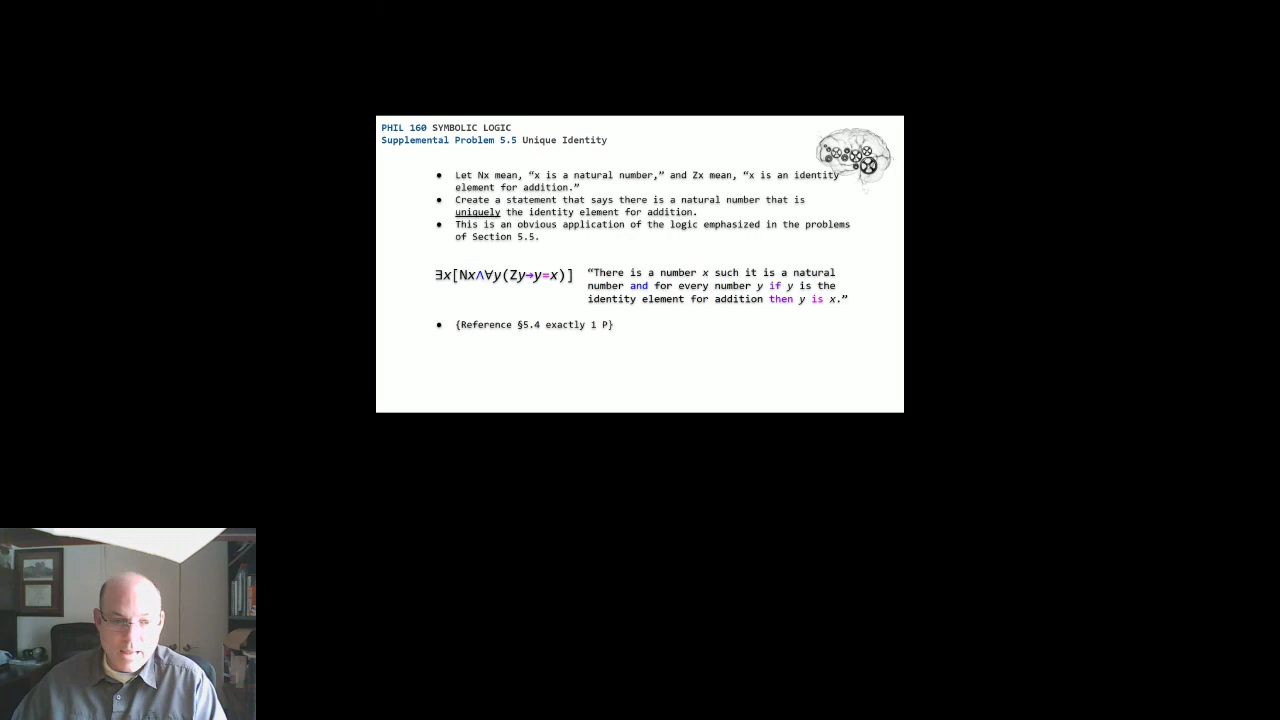 PHIL 160 SYMBOLIC LOGIC
Supplemental Problem 5.5 Unique Identity
● Let Nx mean, “x is a natural number,” and Zx mean, “x is an identity
element for addition.”
● Create a statement that says there is a natural number that is
uniquely the identity element for addition.
● This is an obvious application of the logic emphasized in the problems
of Section 5.5.
∃x[Nx∧∀y(Zy→y=x)]
“There is a number x such it is a natural
number and for every number y if y is the
identity element for addition then y is x.”
● {Reference §5.4 exactly 1 P}